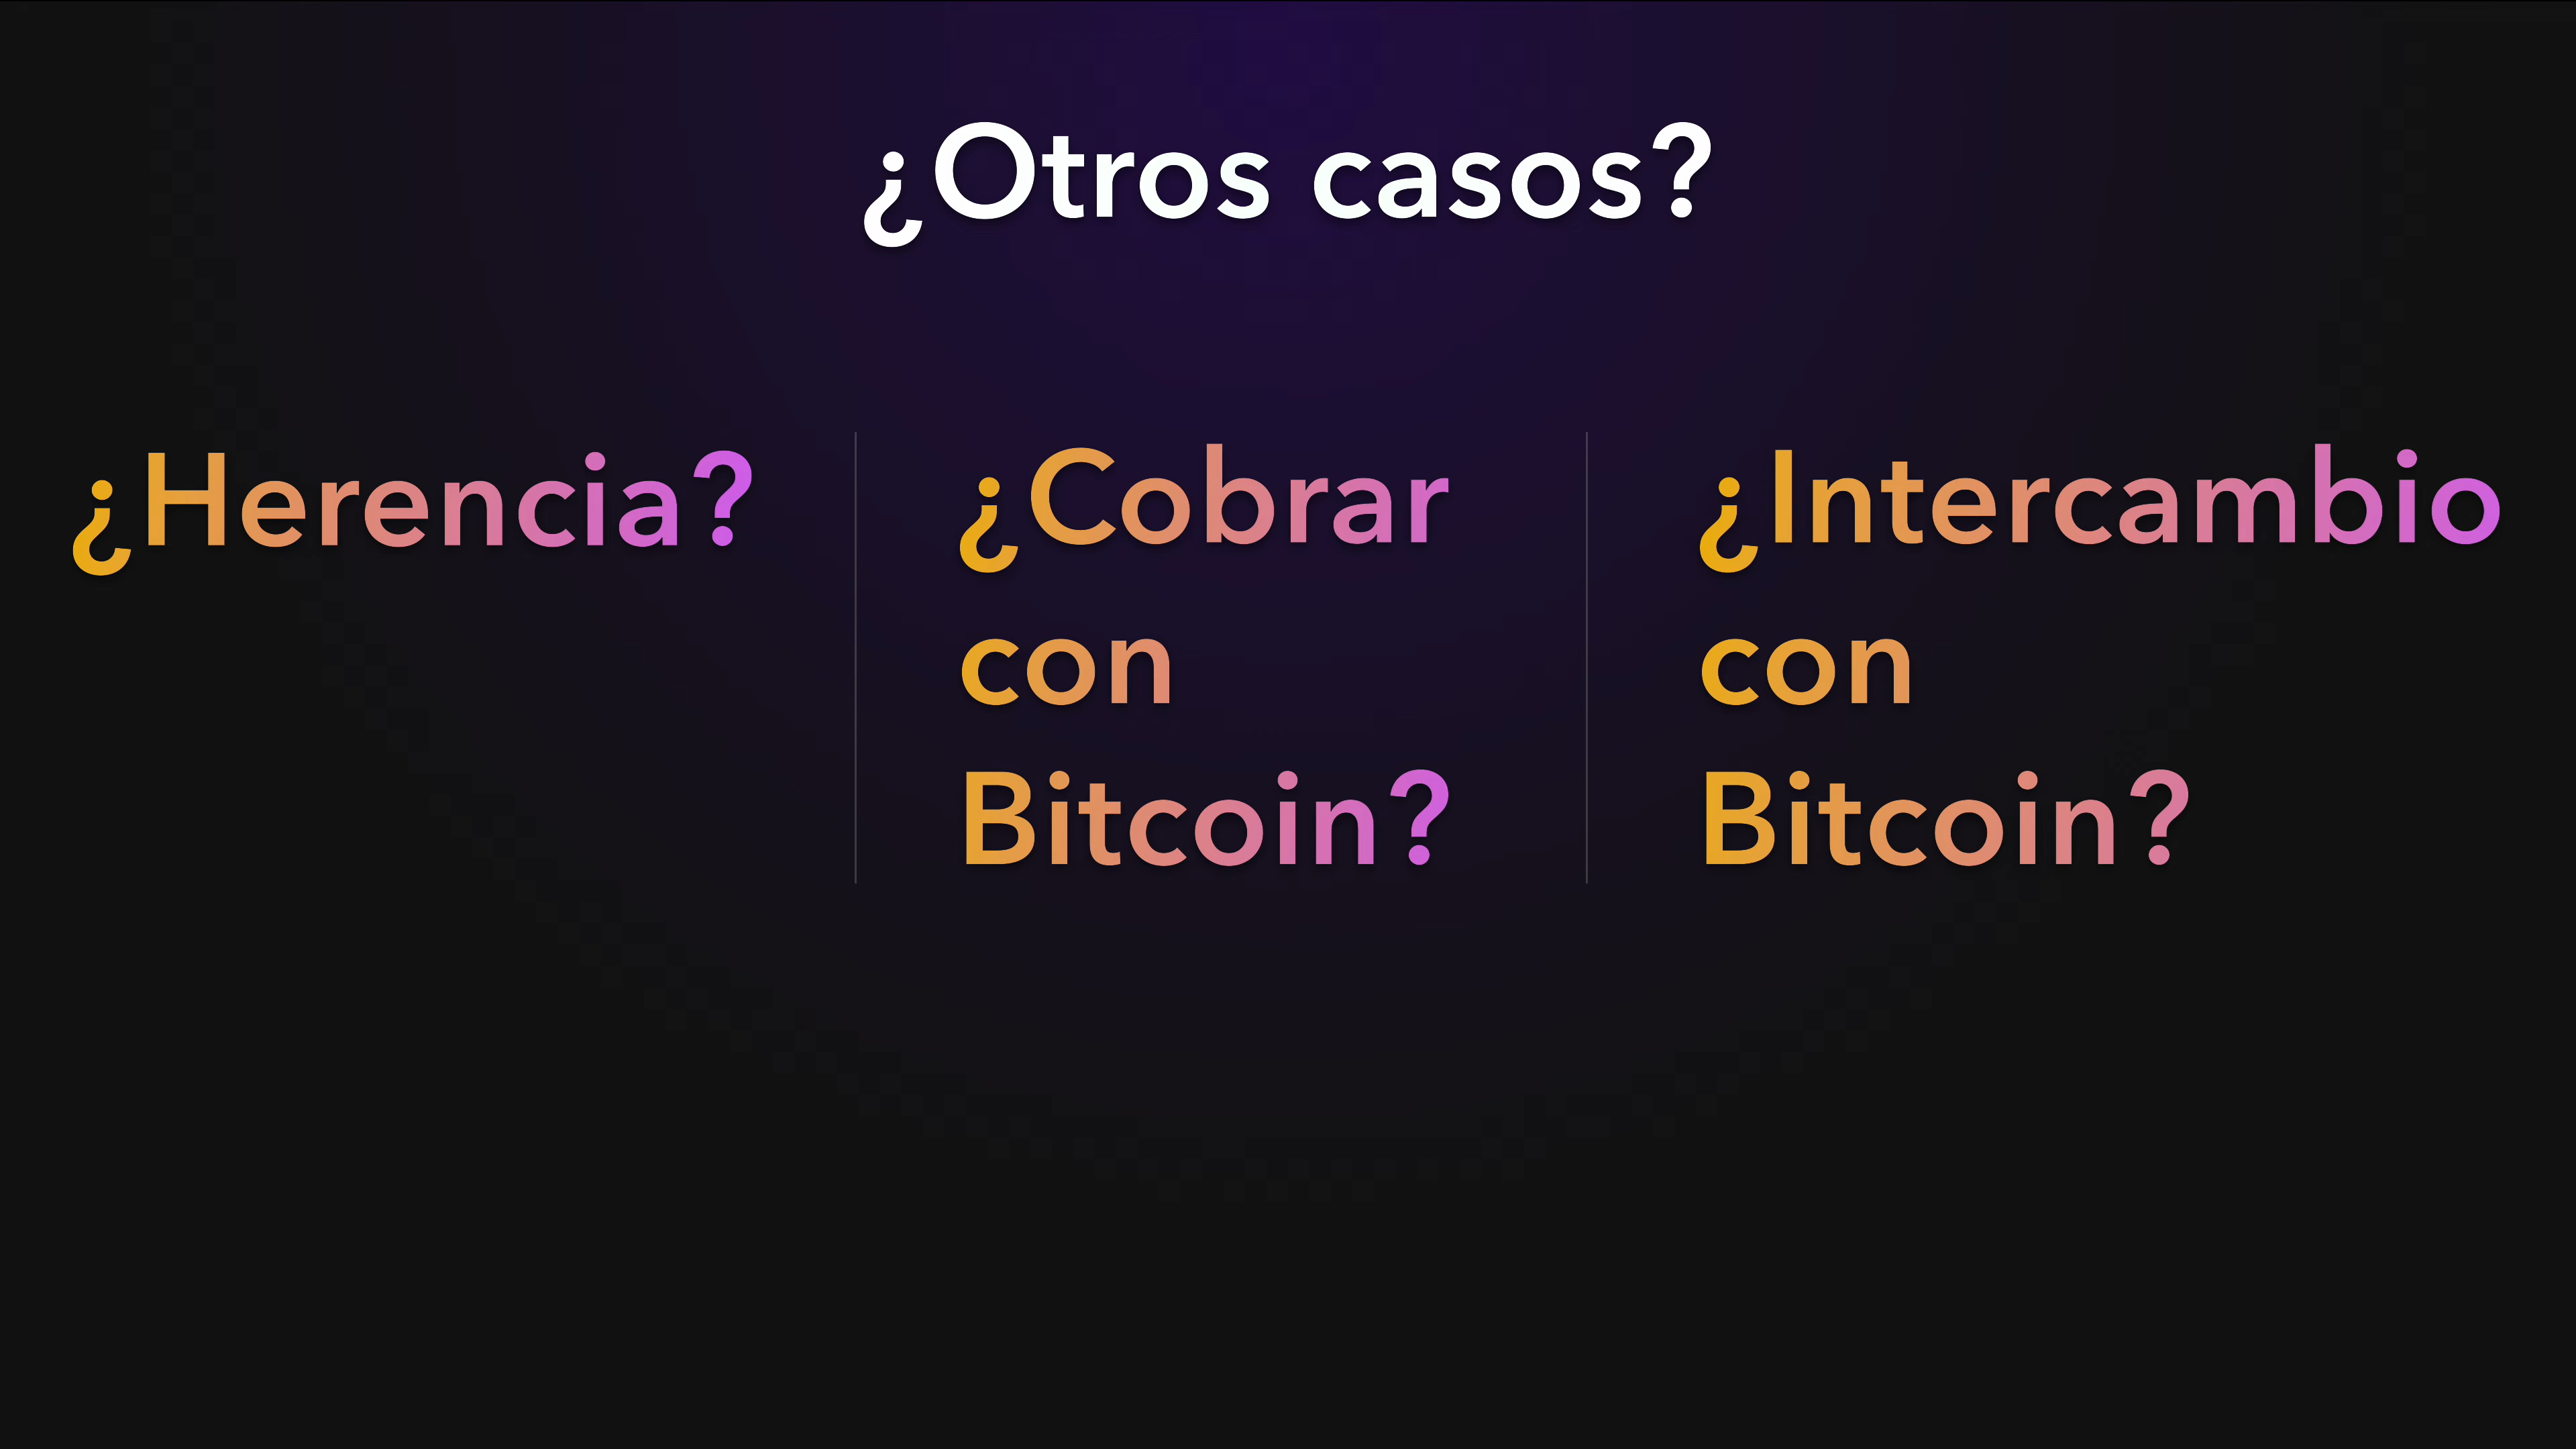 ¿Otros casos?
¿Herencia?
¿Cobrar
con
Bitcoin?
¿Intercambio
con
Bitcoin?